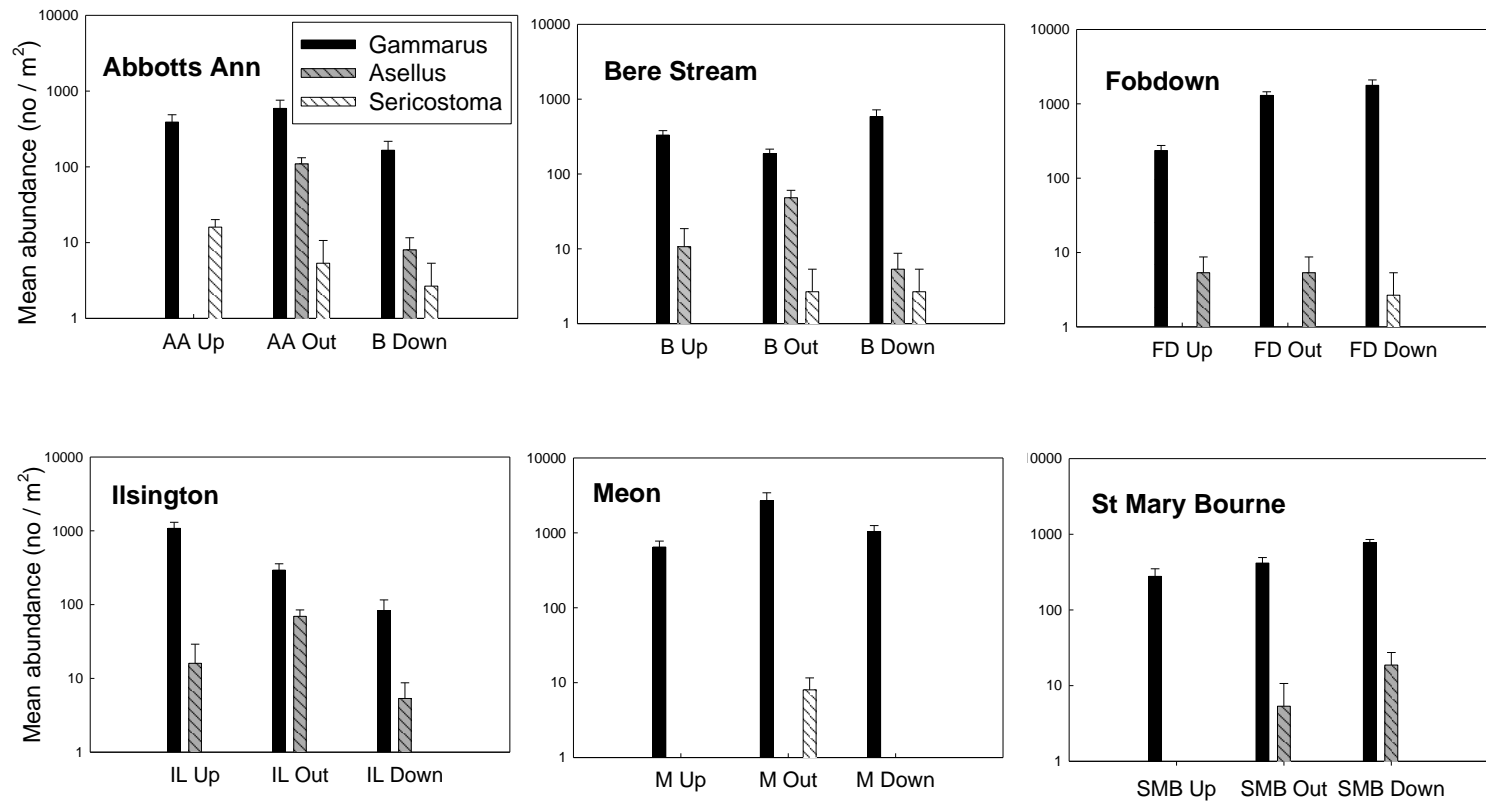 Mean abundance (no / m²)
10000
1000
100
10
1
Abbotts Ann
Gammarus
Asellus
Sericostoma
AA Up AA Out B Down
10000
1000
100
10
1
Bere Stream
B Up B Out B Down
10000
1000
100
10
1
Fobdown
FD Up FD Out FD Down
Mean abundance (no / m²)
10000
1000
100
10
1
Ilsington
IL Up IL Out IL Down
10000
1000
100
10
1
Meon
M Up M Out M Down
10000
1000
100
10
1
St Mary Bourne
SMB Up SMB Out SMB Down